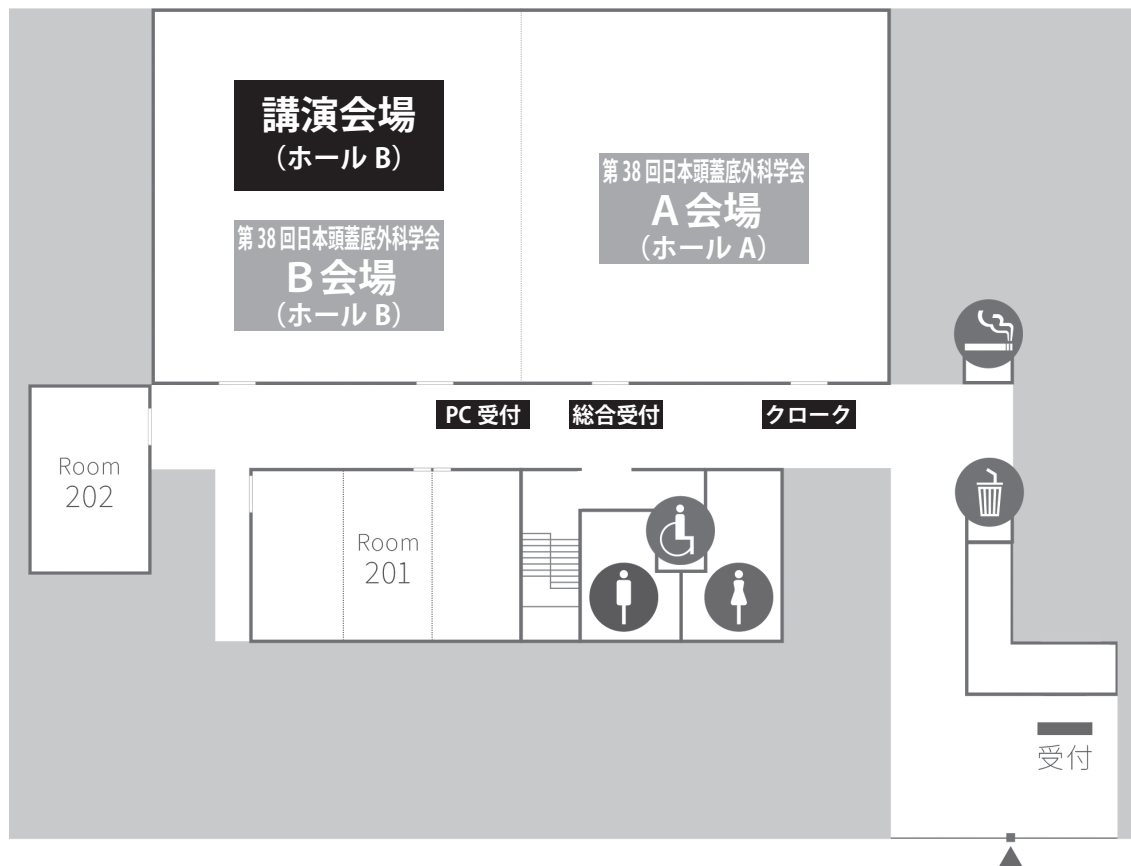 講演会場
（ホール B）
第 38 回日本頭蓋底外科学会
B 会場
（ホール B）
第 38 回日本頭蓋底外科学会
A 会場
（ホール A）
PC 受付
総合受付
クローク
Room
202
Room
201
受付